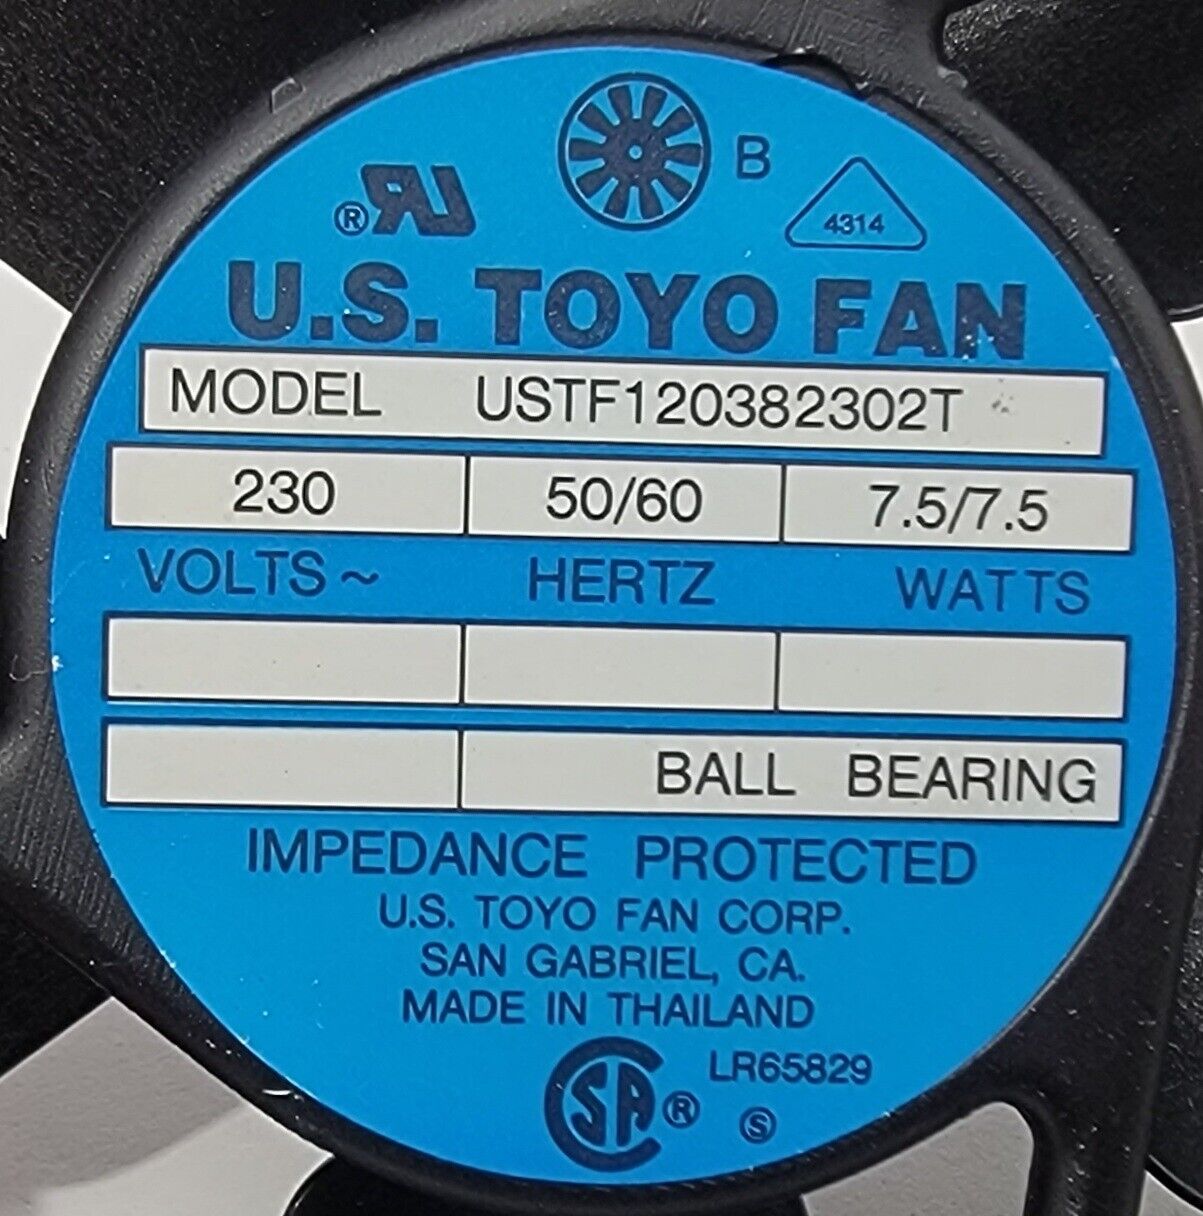 B
4314
®
U.S. TOYO FAN
MODEL USTF120382302T
230 50/60 7.5/7.5
VOLTS ~ HERTZ WATTS
BALL BEARING
IMPEDANCE PROTECTED
U.S. TOYO FAN CORP.
SAN GABRIEL, CA.
MADE IN THAILAND
LR65829
CSA ® S